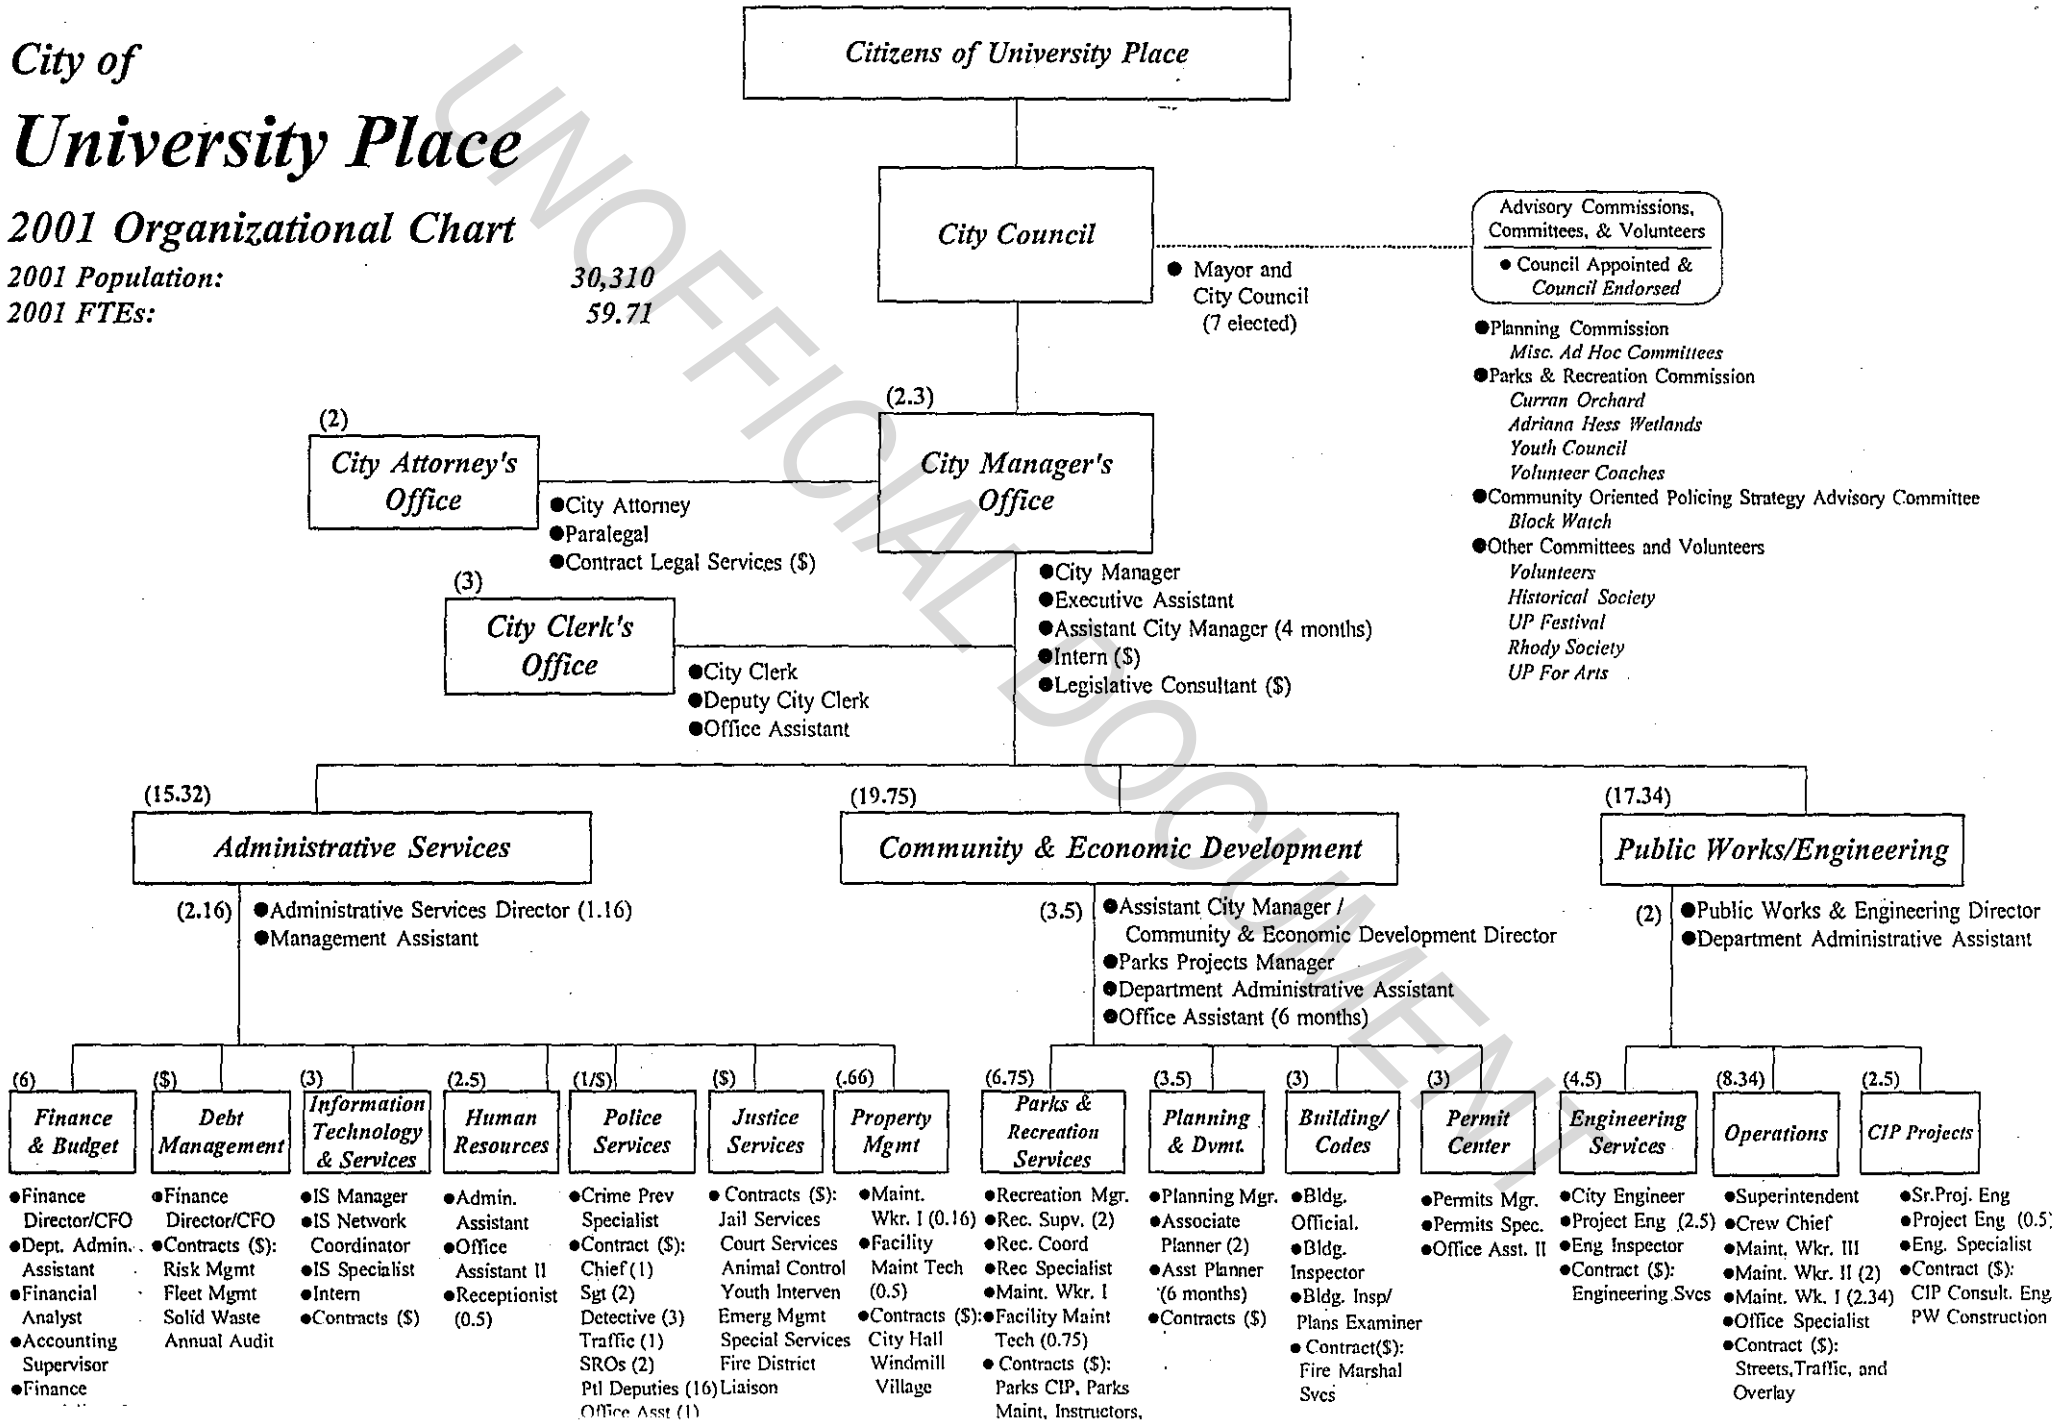 City of
University Place
2001 Organizational Chart
2001 Population: 30,310
2001 FTEs: 59.71
UNOFFICIAL DOCUMENT
Citizens of University Place
City Council
● Mayor and
City Council
(7 elected)
Advisory Commissions,
Committees, & Volunteers
● Council Appointed &
Council Endorsed
●Planning Commission
Misc. Ad Hoc Committees
●Parks & Recreation Commission
Curran Orchard
Adriana Hess Wetlands
Youth Council
Volunteer Coaches
●Community Oriented Policing Strategy Advisory Committee
Block Watch
●Other Committees and Volunteers
Volunteers
Historical Society
UP Festival
Rhody Society
UP For Arts
(2)
City Attorney's
Office
●City Attorney
●Paralegal
●Contract Legal Services ($)
(2.3)
City Manager's
Office
●City Manager
●Executive Assistant
●Assistant City Manager (4 months)
●Intern ($)
●Legislative Consultant ($)
(3)
City Clerk's
Office
●City Clerk
●Deputy City Clerk
●Office Assistant
(15.32)
Administrative Services
(2.16)
●Administrative Services Director (1.16)
●Management Assistant
(19.75)
Community & Economic Development
(3.5)
●Assistant City Manager /
Community & Economic Development Director
●Parks Projects Manager
●Department Administrative Assistant
●Office Assistant (6 months)
(17.34)
Public Works/Engineering
(2)
●Public Works & Engineering Director
●Department Administrative Assistant
(6)
Finance
& Budget
●Finance
Director/CFO
●Dept. Admin.
Assistant
●Financial
Analyst
●Accounting
Supervisor
●Finance
($)
Debt
Management
●Finance
Director/CFO
●Contracts ($):
Risk Mgmt
Fleet Mgmt
Solid Waste
Annual Audit
(3)
Information
Technology
& Services
●IS Manager
●IS Network
Coordinator
●IS Specialist
●Intern
●Contracts ($)
(2.5)
Human
Resources
●Admin.
Assistant
●Office
Assistant II
●Receptionist
(0.5)
(1/$)
Police
Services
●Crime Prev
Specialist
●Contract ($):
Chief(1)
Sgt (2)
Detective (3)
Traffic (1)
SROs (2)
Ptl Deputies (16)
Office Asst (1)
($)
Justice
Services
● Contracts ($):
Jail Services
Court Services
Animal Control
Youth Interven
Emerg Mgmt
Special Services
Fire District
Liaison
(.66)
Property
Mgmt
●Maint.
Wkr. I (0.16)
●Facility
Maint Tech
(0.5)
●Contracts ($):
City Hall
Windmill
Village
(6.75)
Parks &
Recreation
Services
●Recreation Mgr.
●Rec. Supv. (2)
●Rec. Coord
●Rec Specialist
●Maint. Wkr. I
●Facility Maint
Tech (0.75)
● Contracts ($):
Parks CIP, Parks
Maint, Instructors,
(3.5)
Planning
& Dvmt.
●Planning Mgr.
●Associate
Planner (2)
●Asst Planner
(6 months)
●Contracts ($)
(3)
Building/
Codes
●Bldg.
Official.
●Bldg.
Inspector
●Bldg. Insp/
Plans Examiner
● Contract($):
Fire Marshal
Svcs
(3)
Permit
Center
●Permits Mgr.
●Permits Spec.
●Office Asst. II
(4.5)
Engineering
Services
●City Engineer
●Project Eng (2.5)
●Eng Inspector
●Contract ($):
Engineering Svcs
(8.34)
Operations
●Superintendent
●Crew Chief
●Maint. Wkr. III
●Maint. Wkr. II (2)
●Maint. Wk. I (2.34)
●Office Specialist
●Contract ($):
Streets,Traffic, and
Overlay
(2.5)
CIP Projects
●Sr.Proj. Eng
●Project Eng (0.5)
●Eng. Specialist
●Contract ($):
CIP Consult. Eng.
PW Construction